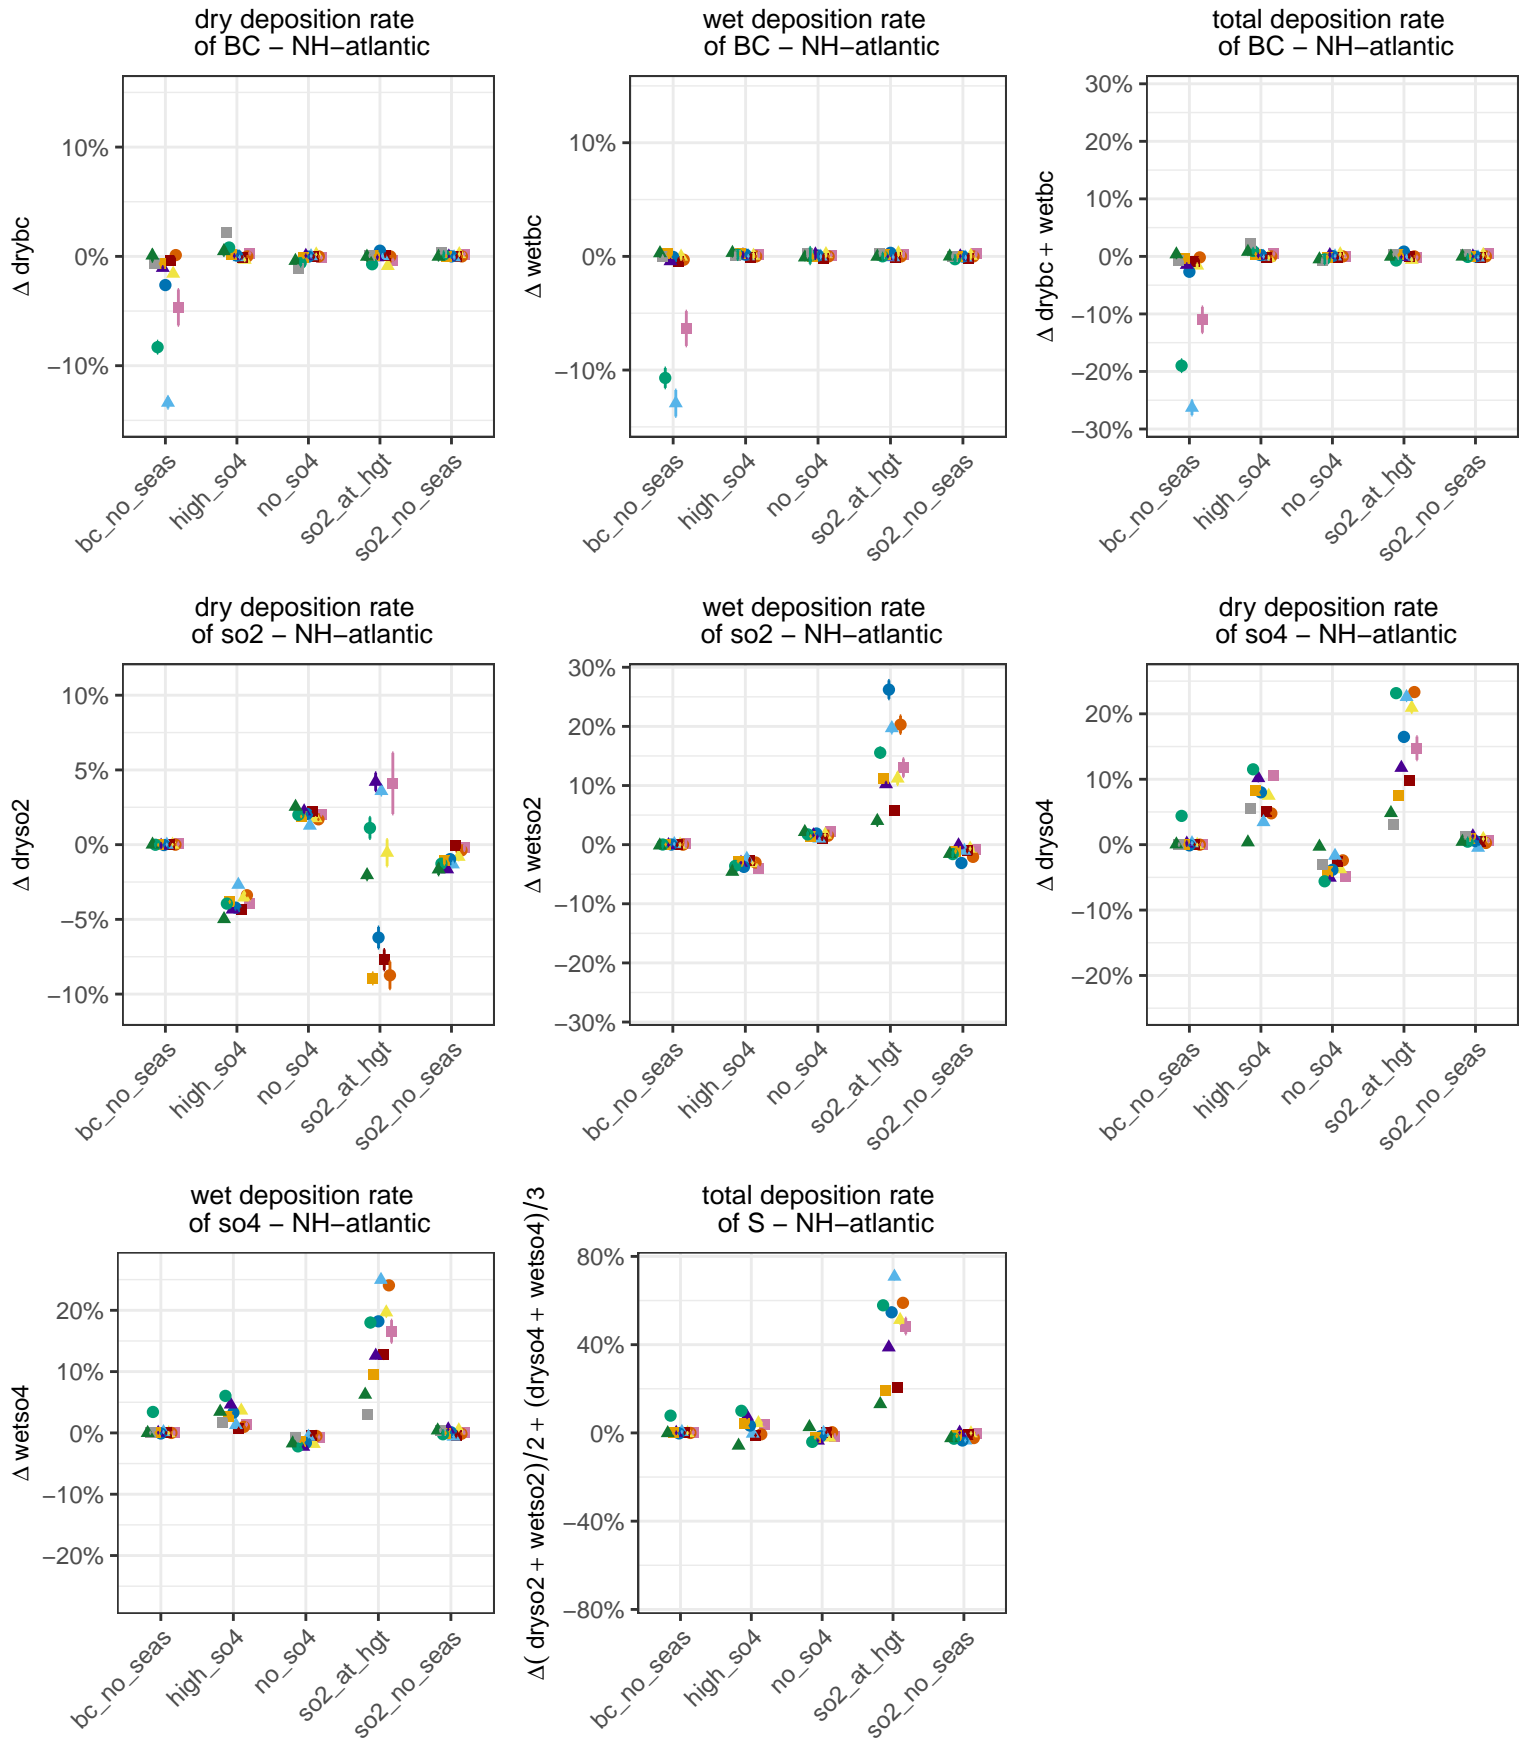 dry deposition rate
of BC − NH−atlantic
Δ drybc
10%
0%
−10%
bc_no_seas
high_so4
no_so4
so2_at_hgt
so2_no_seas
wet deposition rate
of BC − NH−atlantic
Δ wetbc
10%
0%
−10%
bc_no_seas
high_so4
no_so4
so2_at_hgt
so2_no_seas
total deposition rate
of BC − NH−atlantic
Δ drybc + wetbc
30%
20%
10%
0%
−10%
−20%
−30%
bc_no_seas
high_so4
no_so4
so2_at_hgt
so2_no_seas
dry deposition rate
of so2 − NH−atlantic
Δ dryso2
10%
5%
0%
−5%
−10%
bc_no_seas
high_so4
no_so4
so2_at_hgt
so2_no_seas
wet deposition rate
of so2 − NH−atlantic
Δ wetso2
30%
20%
10%
0%
−10%
−20%
−30%
bc_no_seas
high_so4
no_so4
so2_at_hgt
so2_no_seas
dry deposition rate
of so4 − NH−atlantic
Δ dryso4
20%
10%
0%
−10%
−20%
bc_no_seas
high_so4
no_so4
so2_at_hgt
so2_no_seas
wet deposition rate
of so4 − NH−atlantic
Δ wetso4
20%
10%
0%
−10%
−20%
bc_no_seas
high_so4
no_so4
so2_at_hgt
so2_no_seas
total deposition rate
of S − NH−atlantic
Δ( dryso2 + wetso2)/2 + (dryso4 + wetso4)/3
80%
40%
0%
−40%
−80%
bc_no_seas
high_so4
no_so4
so2_at_hgt
so2_no_seas